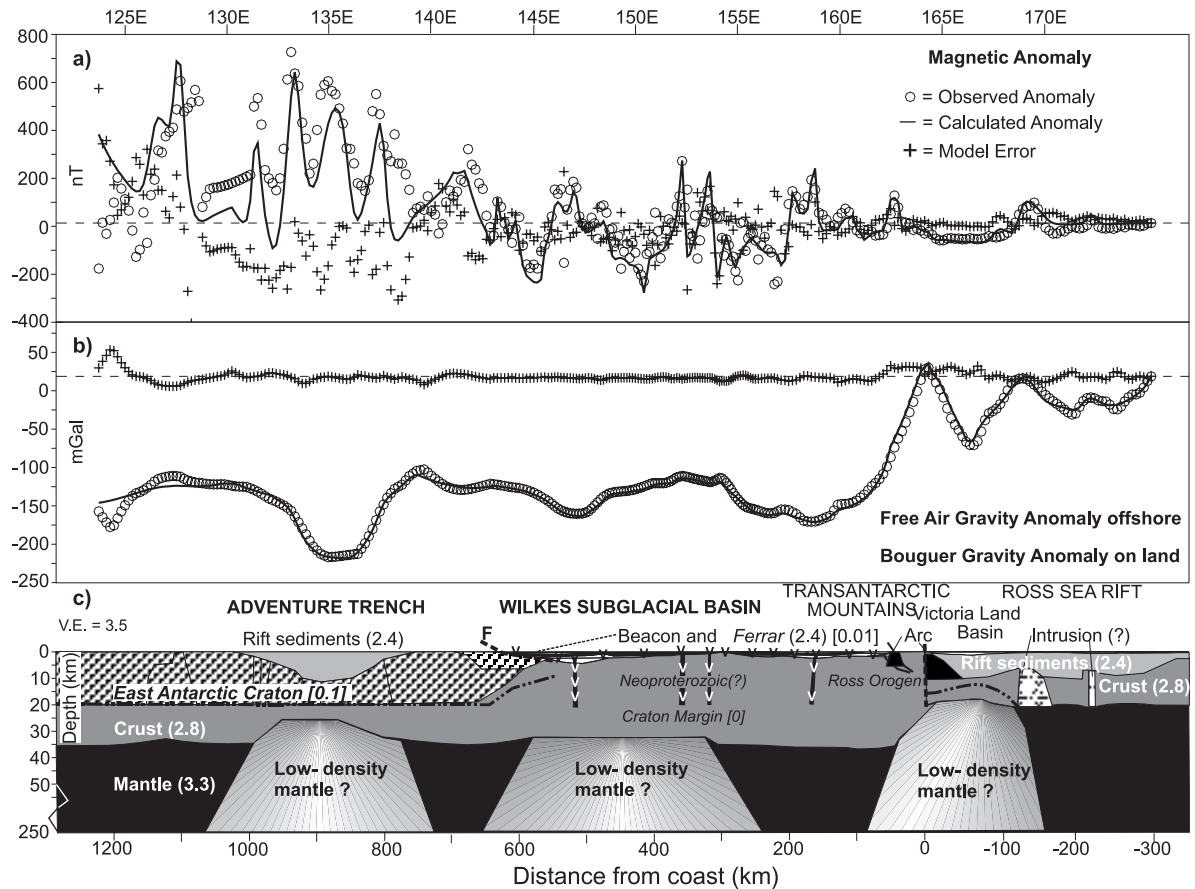 125E 130E 135E 140E 145E 150E 155E 160E 165E 170E
800
a)
Magnetic Anomaly
600
○ = Observed Anomaly
400
— = Calculated Anomaly
+ = Model Error
nT
200
0
-200
-400
b)
50
0
-50
mGal
-100
-150
Free Air Gravity Anomaly offshore
-200
Bouguer Gravity Anomaly on land
-250
c)
TRANSANTARCTIC
MOUNTAINS
ROSS SEA RIFT
ADVENTURE TRENCH
WILKES SUBGLACIAL BASIN
Victoria Land
Basin
V.E. = 3.5
Rift sediments (2.4)
F
Beacon and
Ferrar (2.4) [0.01]
Arc
Intrusion (?)
0
Rift sediments (2.4)
10
East Antarctic Craton [0.1]
Neoproterozoic(?)
Ross Orogen
Crust (2.8)
Depth (km)
20
Craton Margin [0]
Crust (2.8)
30
40
Mantle (3.3)
Low- density
mantle ?
Low- density
mantle ?
Low- density
mantle ?
50
250
1200 1000 800 600 400 200 0 -100 -200 -300
Distance from coast (km)